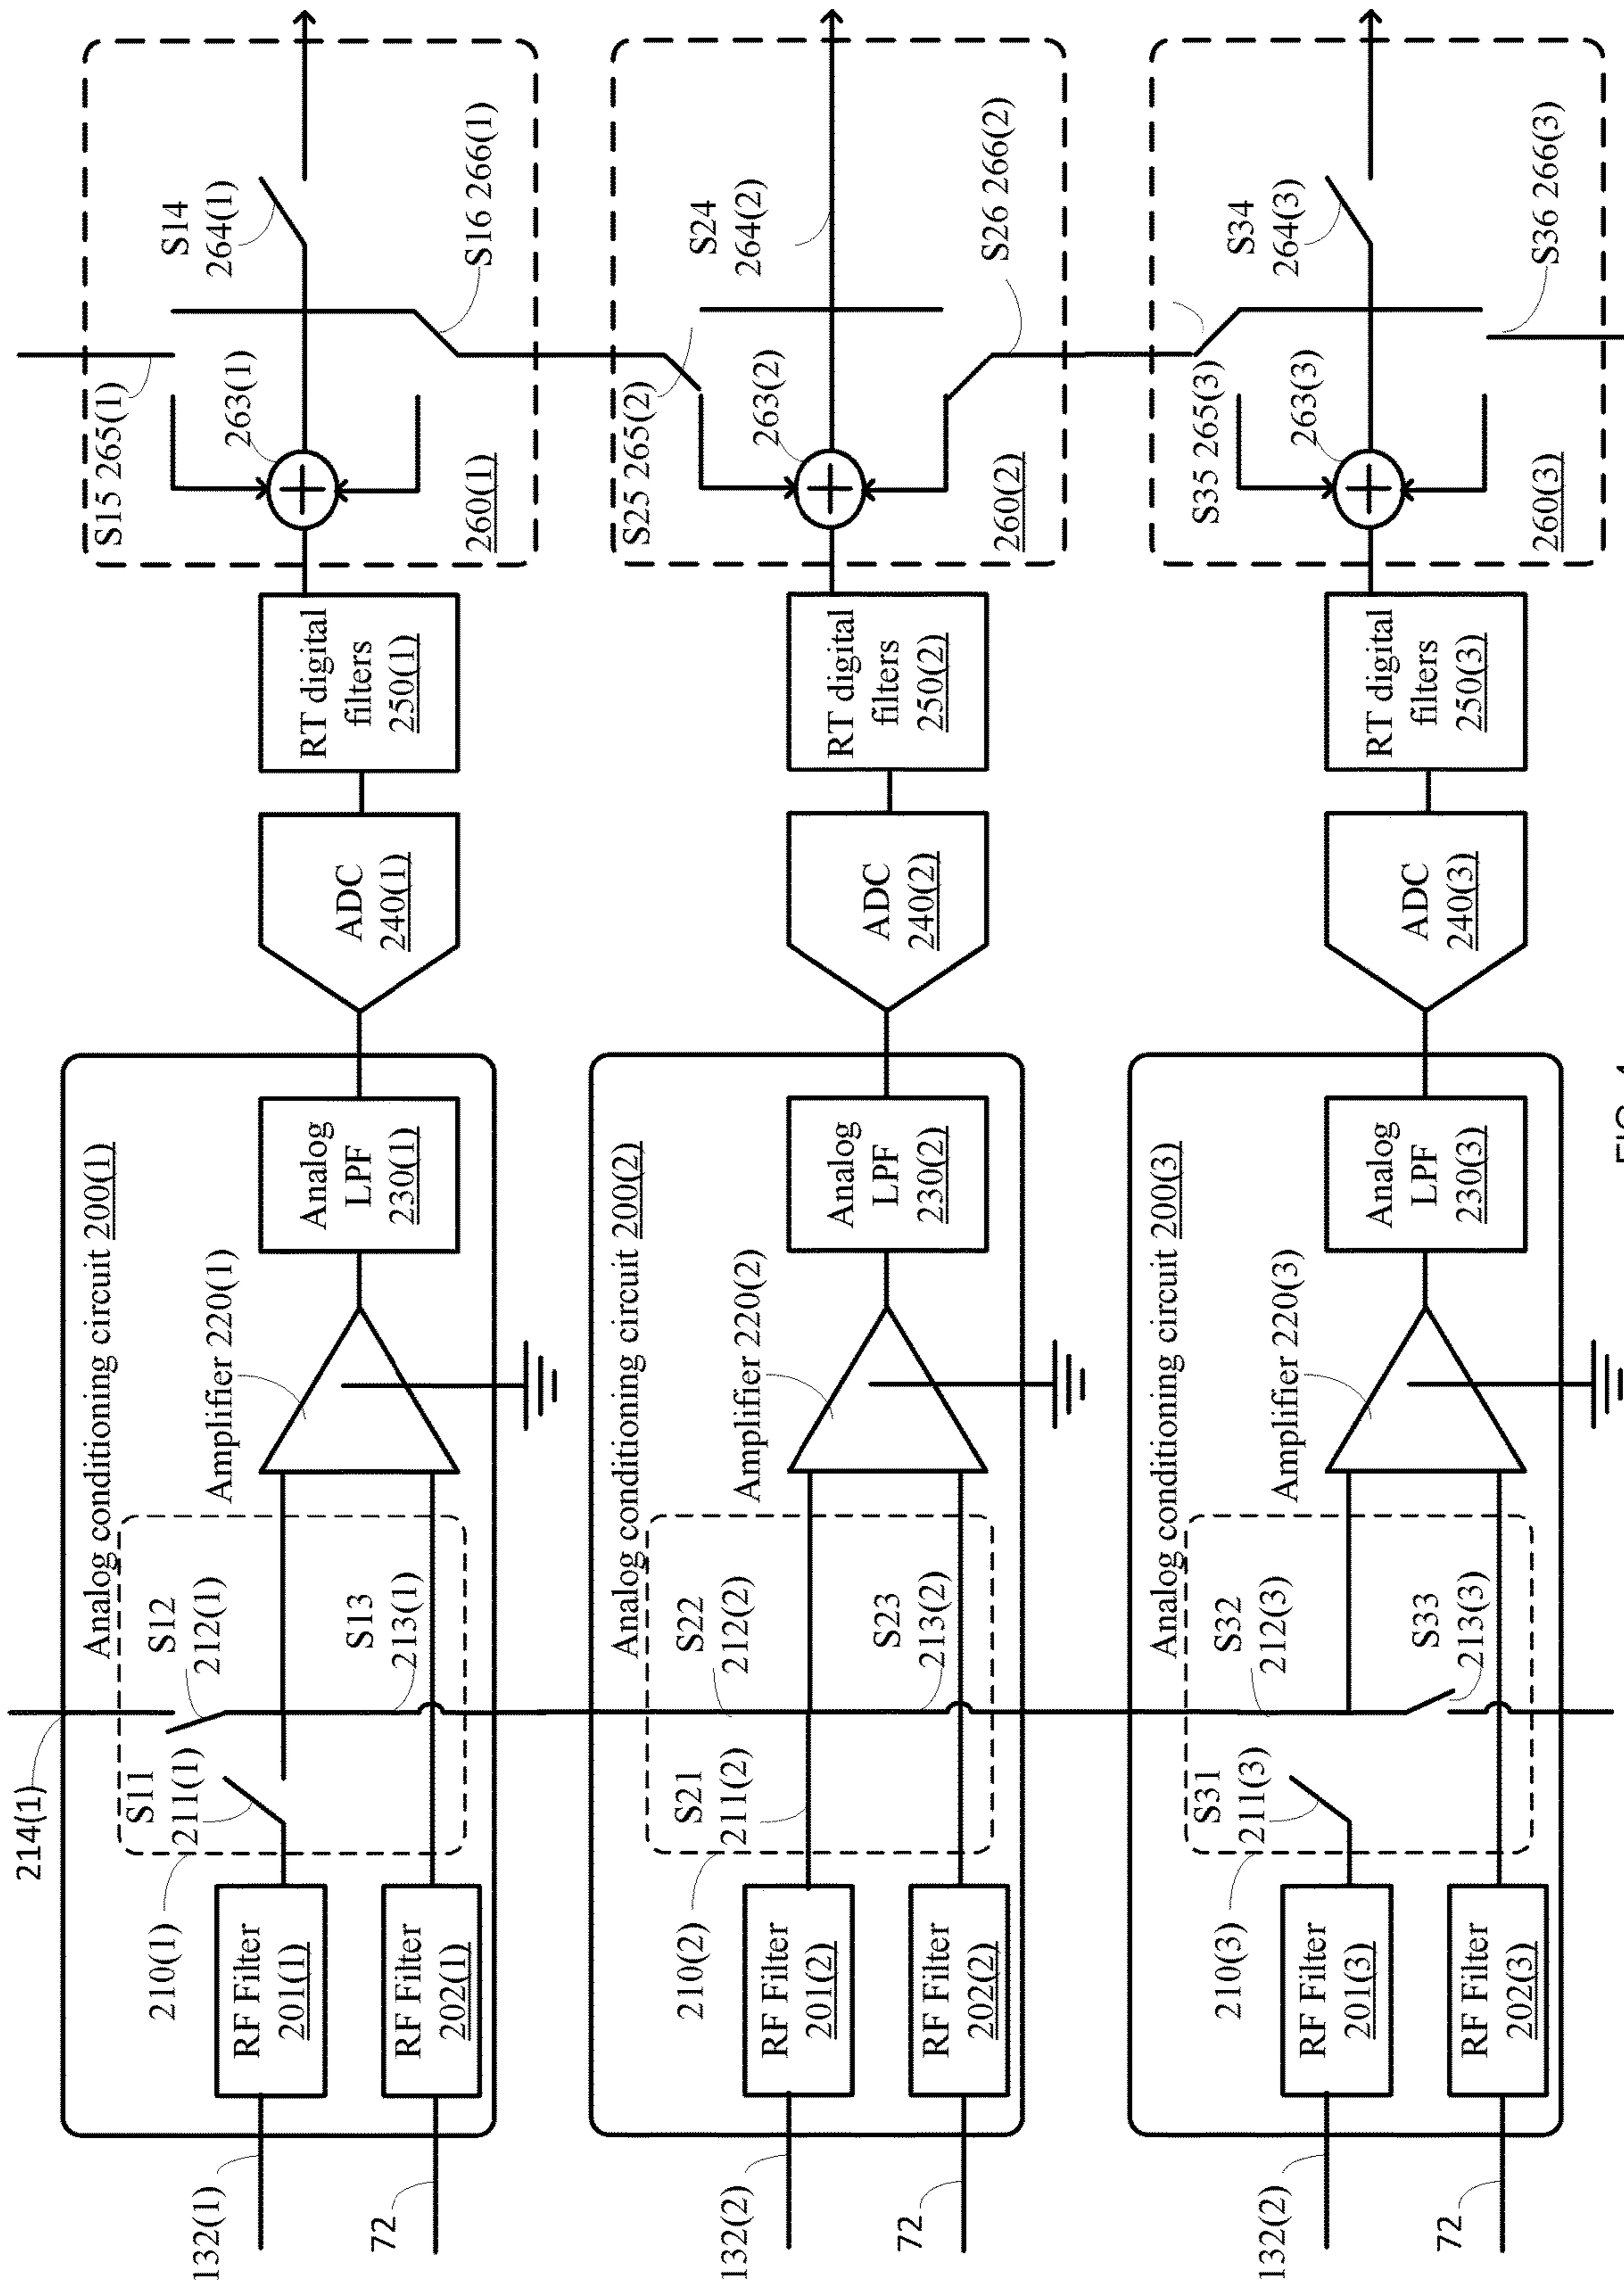 214(1)
Analog conditioning circuit 200(1)
210(1)
S11
211(1)
S12
212(1)
S13
213(1)
Amplifier 220(1)
132(1)
RF Filter
201(1)
72
RF Filter
202(1)
Analog
LPF
230(1)
ADC
240(1)
RT digital
filters
250(1)
S15 265(1)
263(1)
S14
264(1)
S16 266(1)
260(1)
Analog conditioning circuit 200(2)
210(2)
S21
211(2)
S22
212(2)
S23
213(2)
Amplifier 220(2)
132(2)
RF Filter
201(2)
72
RF Filter
202(2)
Analog
LPF
230(2)
ADC
240(2)
RT digital
filters
250(2)
S25 265(2)
263(2)
S24
264(2)
S26 266(2)
260(2)
Analog conditioning circuit 200(3)
210(3)
S31
211(3)
S32
212(3)
S33
213(3)
Amplifier 220(3)
132(2)
RF Filter
201(3)
72
RF Filter
202(3)
Analog
LPF
230(3)
ADC
240(3)
RT digital
filters
250(3)
S35 265(3)
263(3)
S34
264(3)
S36 266(3)
260(3)